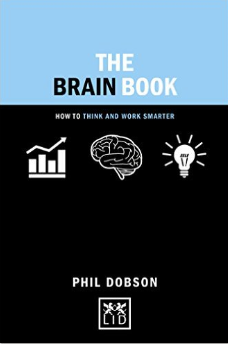 THE
BRAIN BOOK
HOW TO THINK AND WORK SMARTER
PHIL DOBSON
LID